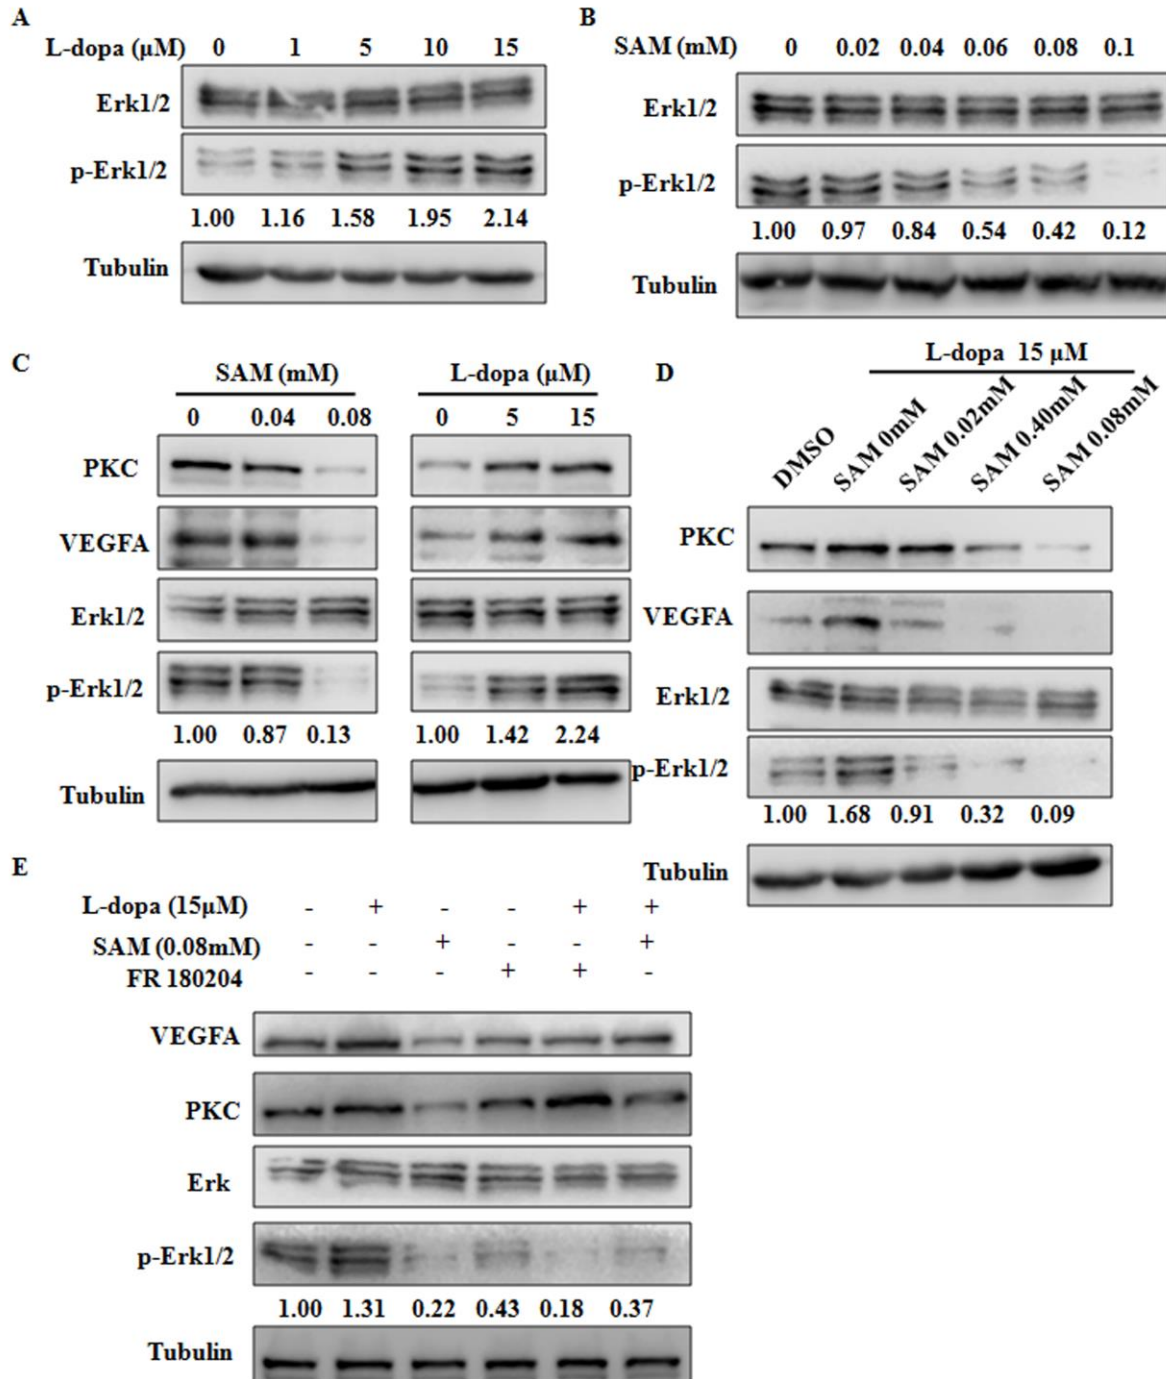 A
L-dopa (μM) 0 1 5 10 15
Erk1/2
p-Erk1/2
1.00 1.16 1.58 1.95 2.14
Tubulin
B
SAM (mM) 0 0.02 0.04 0.06 0.08 0.1
Erk1/2
p-Erk1/2
1.00 0.97 0.84 0.54 0.42 0.12
Tubulin
C
SAM (mM) L-dopa (μM)
0 0.04 0.08 0 5 15
PKC
VEGFA
Erk1/2
p-Erk1/2
1.00 0.87 0.13 1.00 1.42 2.24
Tubulin
D
L-dopa 15 μM
DMSO SAM 0mM SAM 0.02mM SAM 0.40mM SAM 0.08mM
PKC
VEGFA
Erk1/2
p-Erk1/2
1.00 1.68 0.91 0.32 0.09
Tubulin
E
L-dopa (15μM) - + - - + +
SAM (0.08mM) - - + - - +
FR 180204 - - - + + -
VEGFA
PKC
Erk
p-Erk1/2
1.00 1.31 0.22 0.43 0.18 0.37
Tubulin